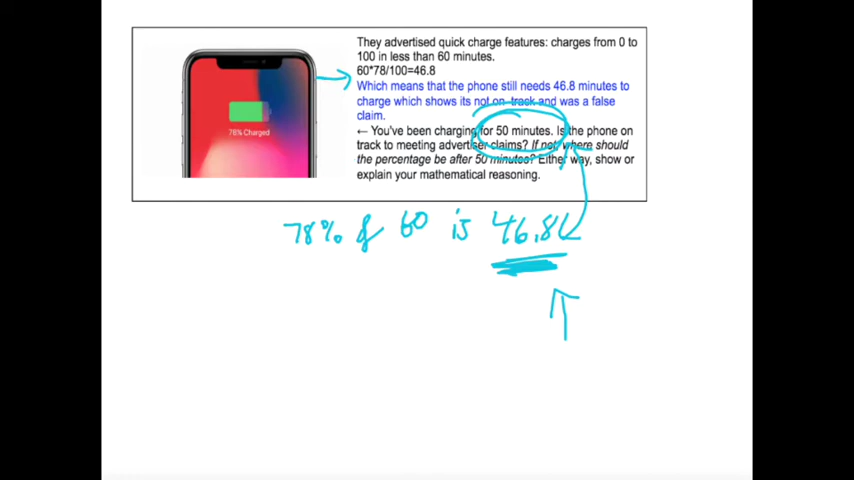 They advertised quick charge features: charges from 0 to
100 in less than 60 minutes.
60*78/100=46.8
Which means that the phone still needs 46.8 minutes to
charge which shows its not on track and was a false
claim.
← You've been charging for 50 minutes. Is the phone on
track to meeting advertiser claims? If not, where should
the percentage be after 50 minutes? Either way, show or
explain your mathematical reasoning.
78% Charged
78% of 60 is 46.8